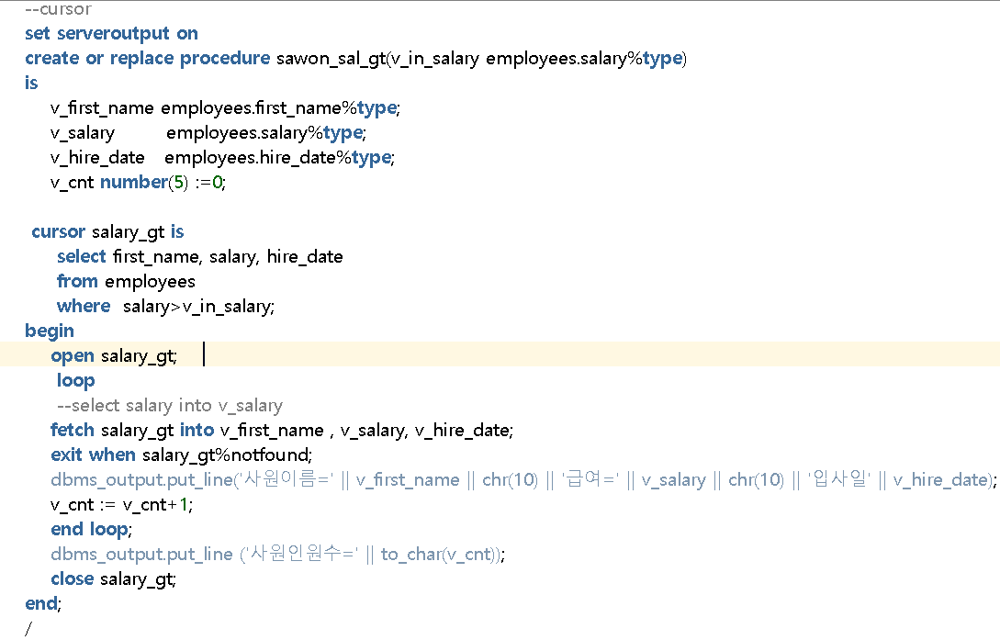 --cursor
set serveroutput on
create or replace procedure sawon_sal_gt(v_in_salary employees.salary%type)
is
v_first_name employees.first_name%type;
v_salary employees.salary%type;
v_hire_date employees.hire_date%type;
v_cnt number(5) :=0;
cursor salary_gt is
select first_name, salary, hire_date
from employees
where salary>v_in_salary;
begin
open salary_gt;
loop
--select salary into v_salary
fetch salary_gt into v_first_name , v_salary, v_hire_date;
exit when salary_gt%notfound;
dbms_output.put_line('사원이름=' || v_first_name || chr(10) || '급여=' || v_salary || chr(10) || '입사일' || v_hire_date);
v_cnt := v_cnt+1;
end loop;
dbms_output.put_line ('사원인원수=' || to_char(v_cnt));
close salary_gt;
end;
/